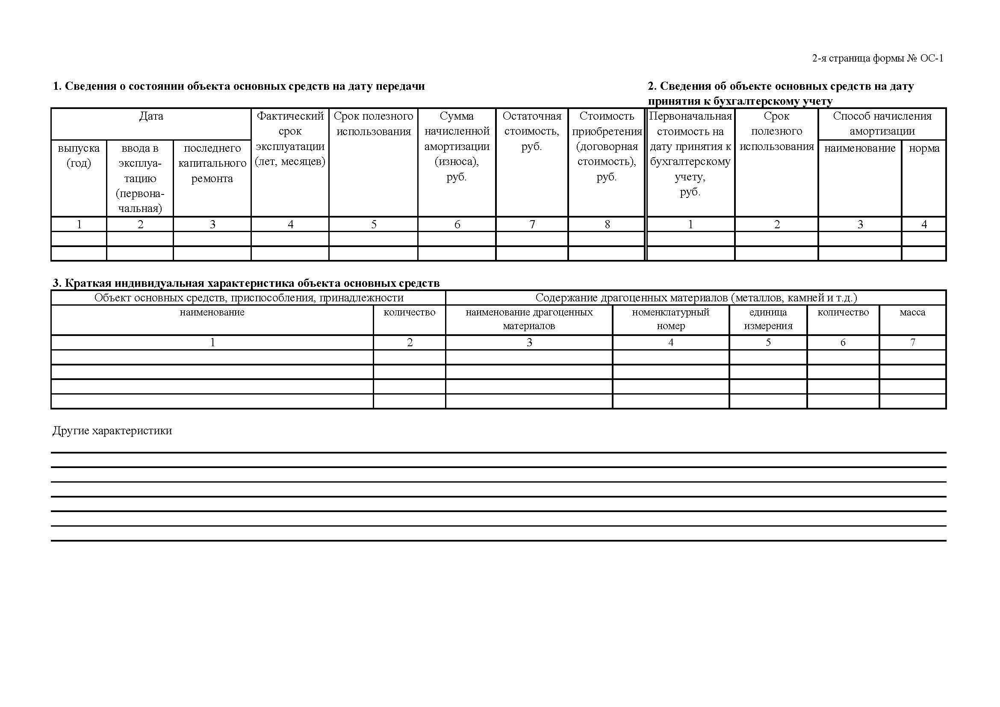 2-я страница формы № ОС-1
1. Сведения о состоянии объекта основных средств на дату передачи
2. Сведения об объекте основных средств на дату
принятия к бухгалтерскому учету
Дата
выпуска
(год)
ввода в
эксплуа-
тацию
(первона-
чальная)
последнего
капитального
ремонта
Фактический
срок
эксплуатации
(лет, месяцев)
Срок полезного
использования
Сумма
начисленной
амортизации
(износа),
руб.
Остаточная
стоимость,
руб.
Стоимость
приобретения
(договорная
стоимость),
руб.
Первоначальная
стоимость на
дату принятия к
бухгалтерскому
учету,
руб.
Срок
полезного
использования
Способ начисления
амортизации
наименование
норма
1 2 3 4 5 6 7 8 1 2 3 4
3. Краткая индивидуальная характеристика объекта основных средств
Объект основных средств, приспособления, принадлежности
Содержание драгоценных материалов (металлов, камней и т.д.)
наименование
количество
наименование драгоценных
материалов
номенклатурный
номер
единица
измерения
количество
масса
1 2 3 4 5 6 7
Другие характеристики